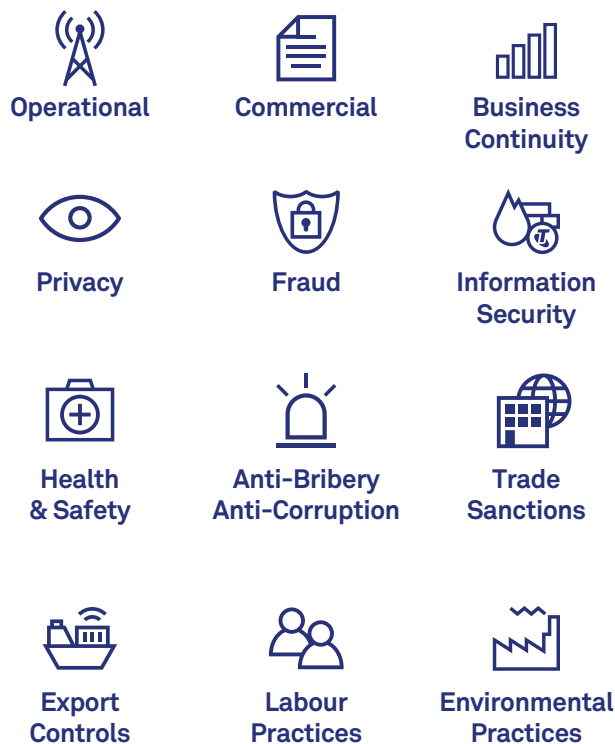 Operational
Commercial
Business
Continuity
Privacy
Fraud
Information
Security
Health
& Safety
Anti-Bribery
Anti-Corruption
Trade
Sanctions
Export
Controls
Labour
Practices
Environmental
Practices